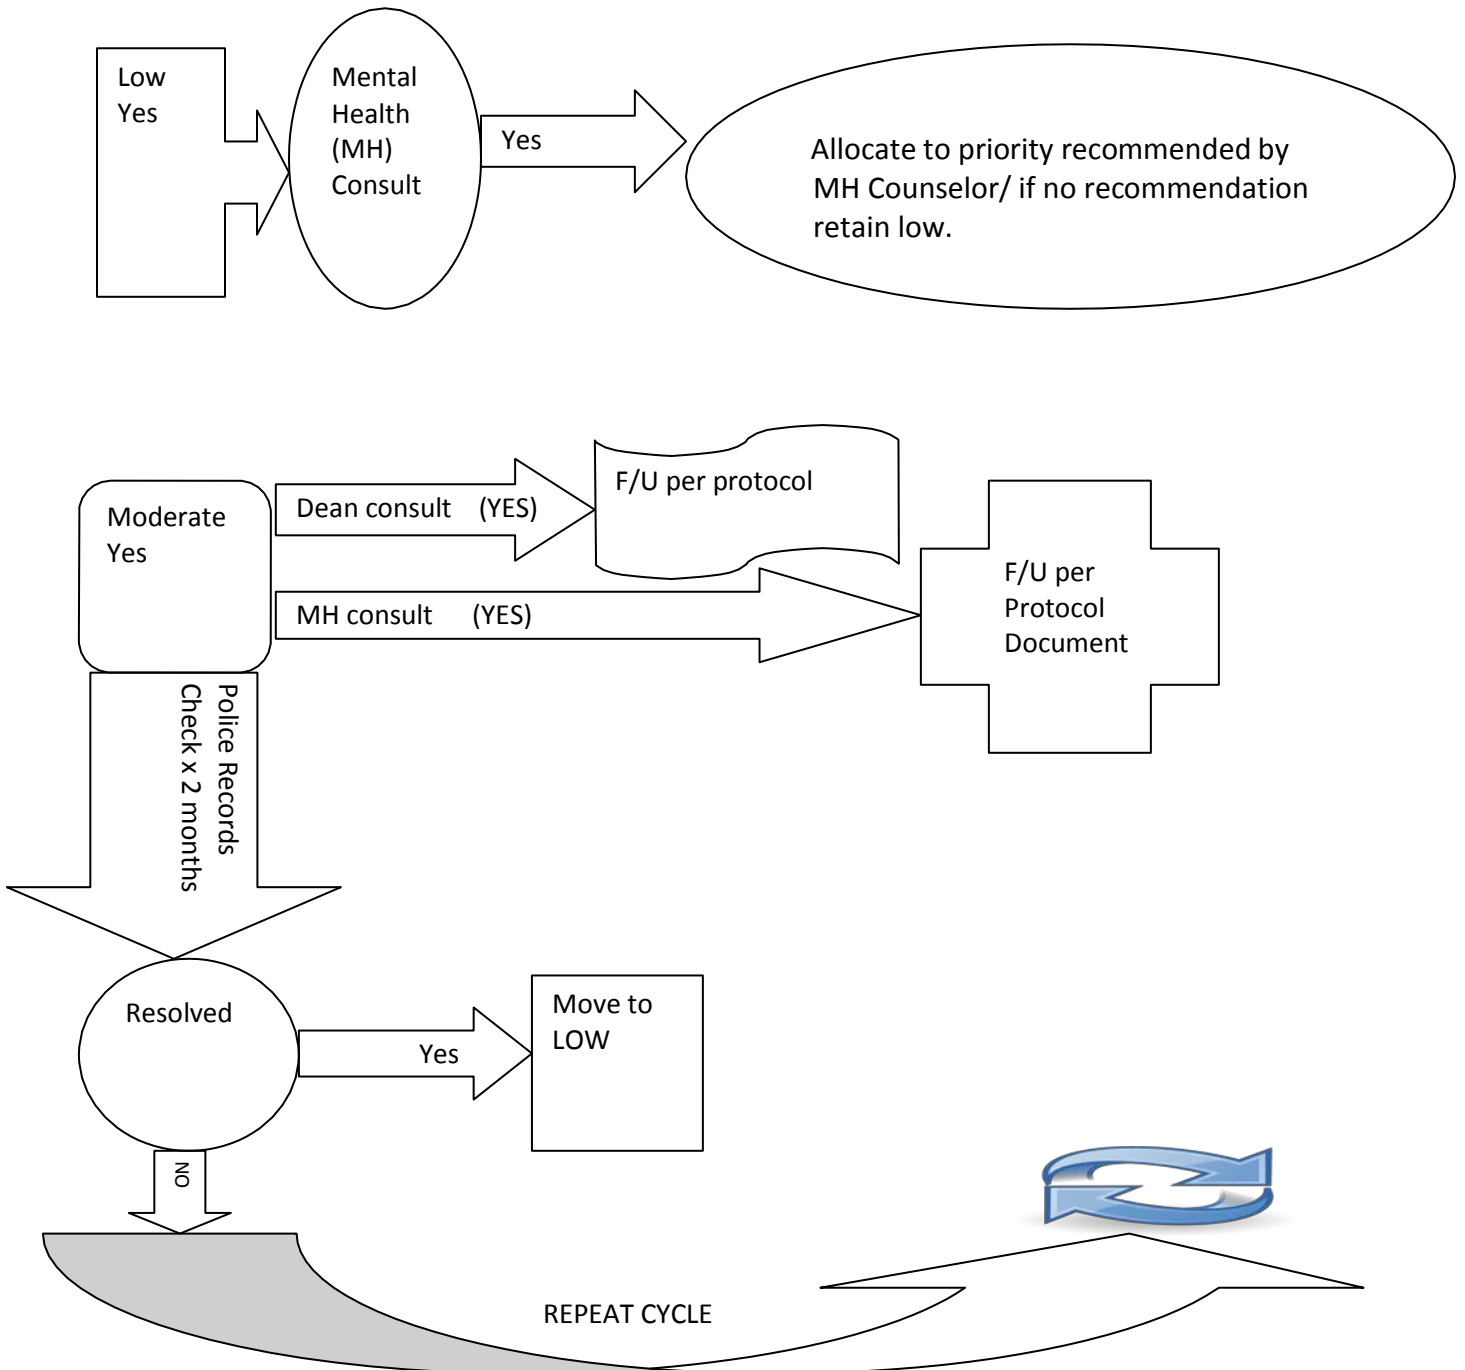 Low
Yes
Mental
Health
(MH)
Consult
Yes
Allocate to priority recommended by
MH Counselor/ if no recommendation
retain low.
Moderate
Yes
Dean consult (YES)
F/U per protocol
MH consult (YES)
F/U per
Protocol
Document
Police Records
Check x 2 months
Resolved
Yes
Move to
LOW
NO
REPEAT CYCLE